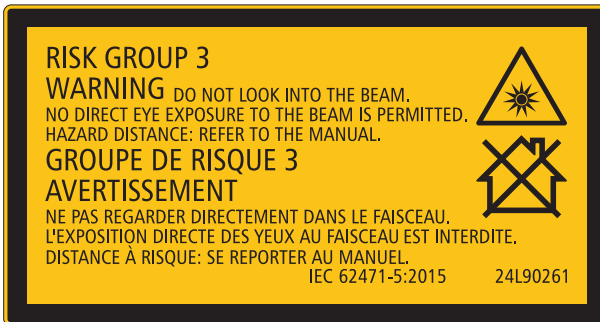 RISK GROUP 3
WARNING DO NOT LOOK INTO THE BEAM.
NO DIRECT EYE EXPOSURE TO THE BEAM IS PERMITTED.
HAZARD DISTANCE: REFER TO THE MANUAL.
GROUPE DE RISQUE 3
AVERTISSEMENT
NE PAS REGARDER DIRECTEMENT DANS LE FAISCEAU.
L'EXPOSITION DIRECTE DES YEUX AU FAISCEAU EST INTERDITE.
DISTANCE À RISQUE: SE REPORTER AU MANUEL.
IEC 62471-5:2015 24L90261